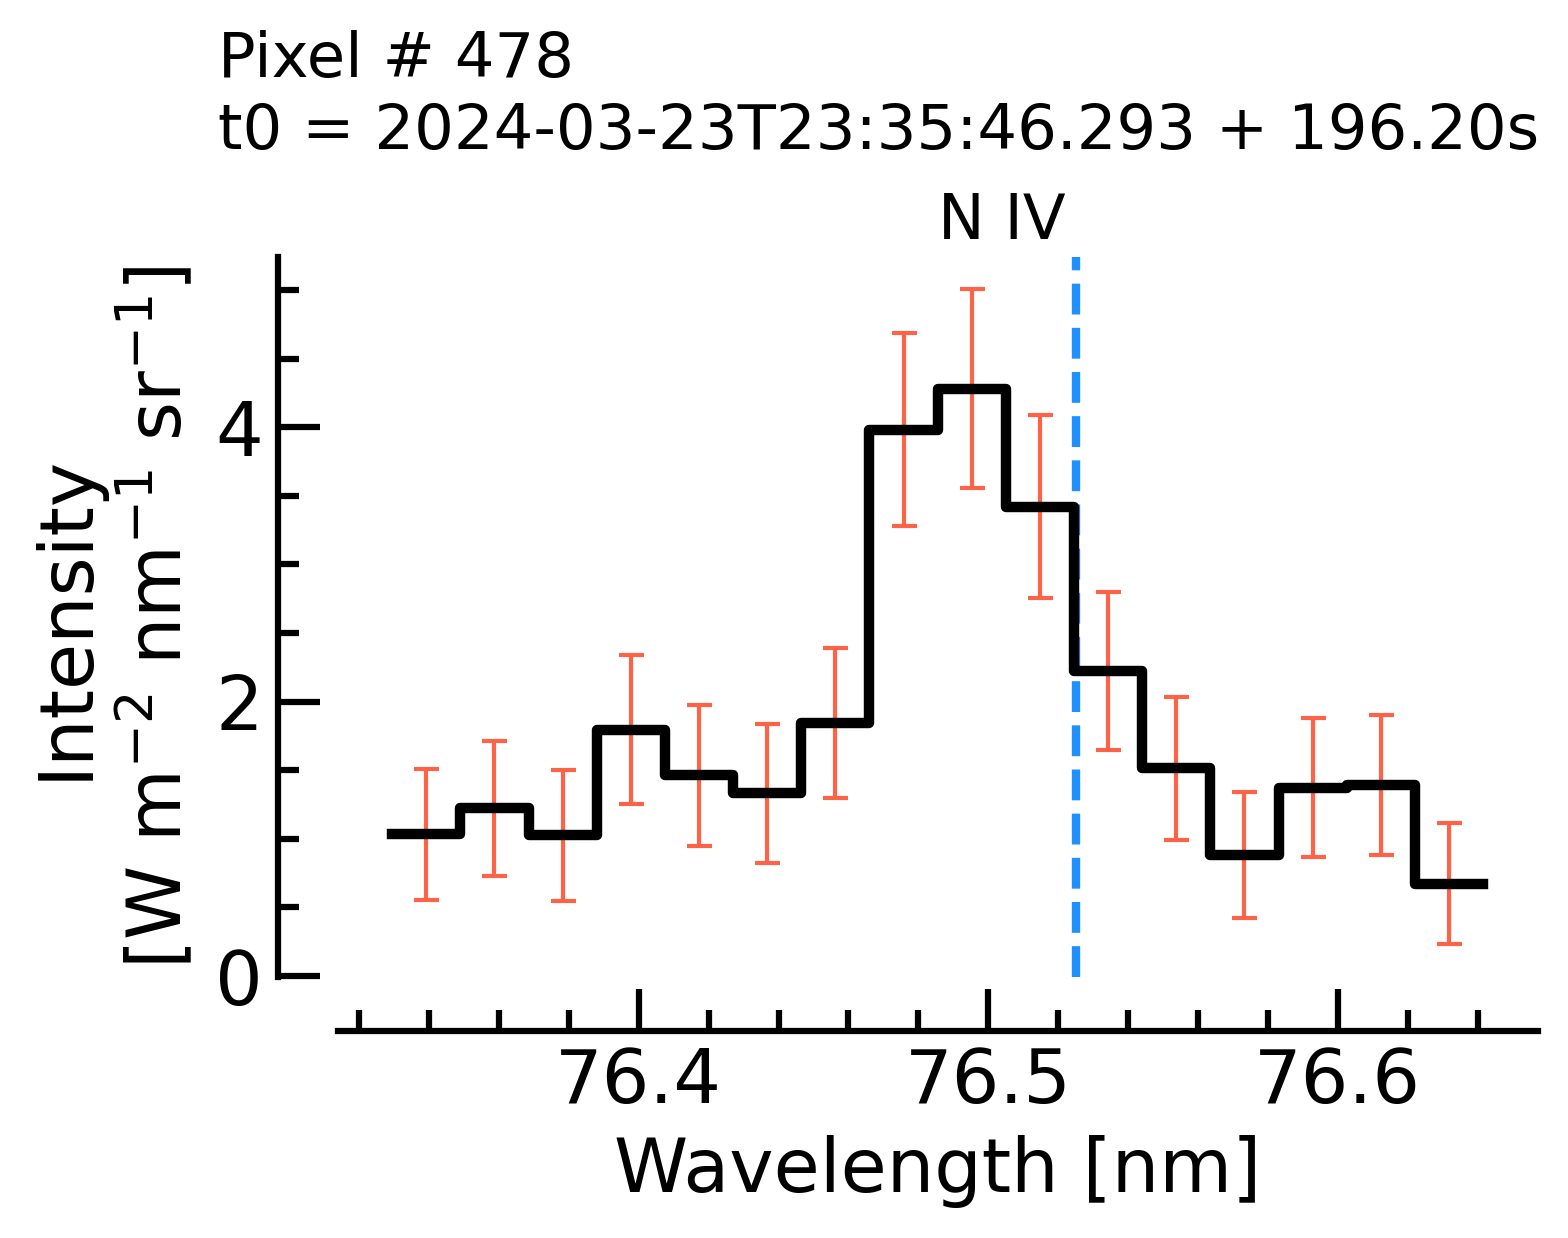 Pixel # 478
t0 = 2024-03-23T23:35:46.293 + 196.20s
N IV
Intensity
[W m⁻² nm⁻¹ sr⁻¹]
4
2
0
76.4 76.5 76.6
Wavelength [nm]